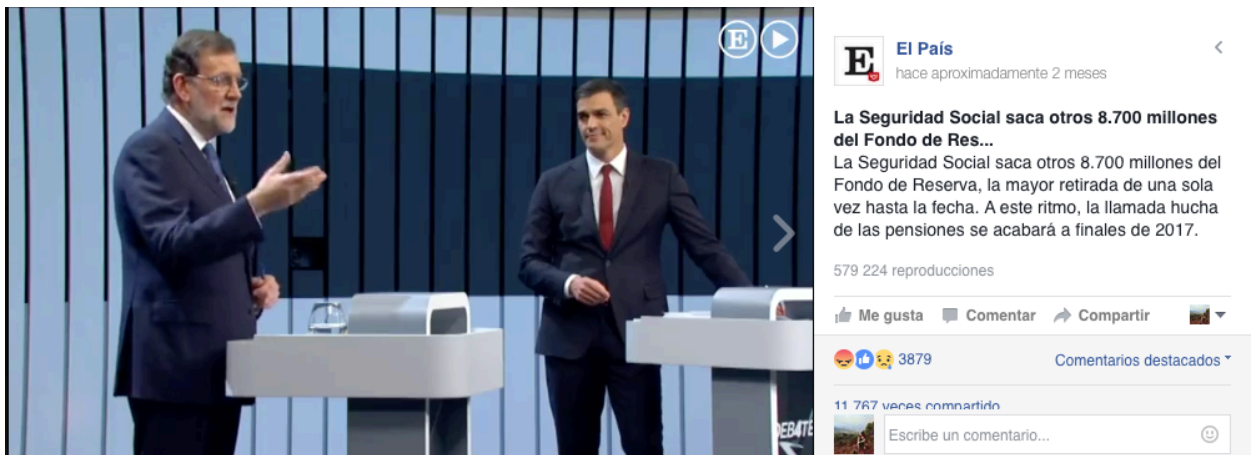 E
DEB4TE
E
El País
hace aproximadamente 2 meses
La Seguridad Social saca otros 8.700 millones
del Fondo de Res...
La Seguridad Social saca otros 8.700 millones del
Fondo de Reserva, la mayor retirada de una sola
vez hasta la fecha. A este ritmo, la llamada hucha
de las pensiones se acabará a finales de 2017.
579 224 reproducciones
Me gusta Comentar Compartir
3879 Comentarios destacados
11.767 veces compartido
Escribe un comentario...